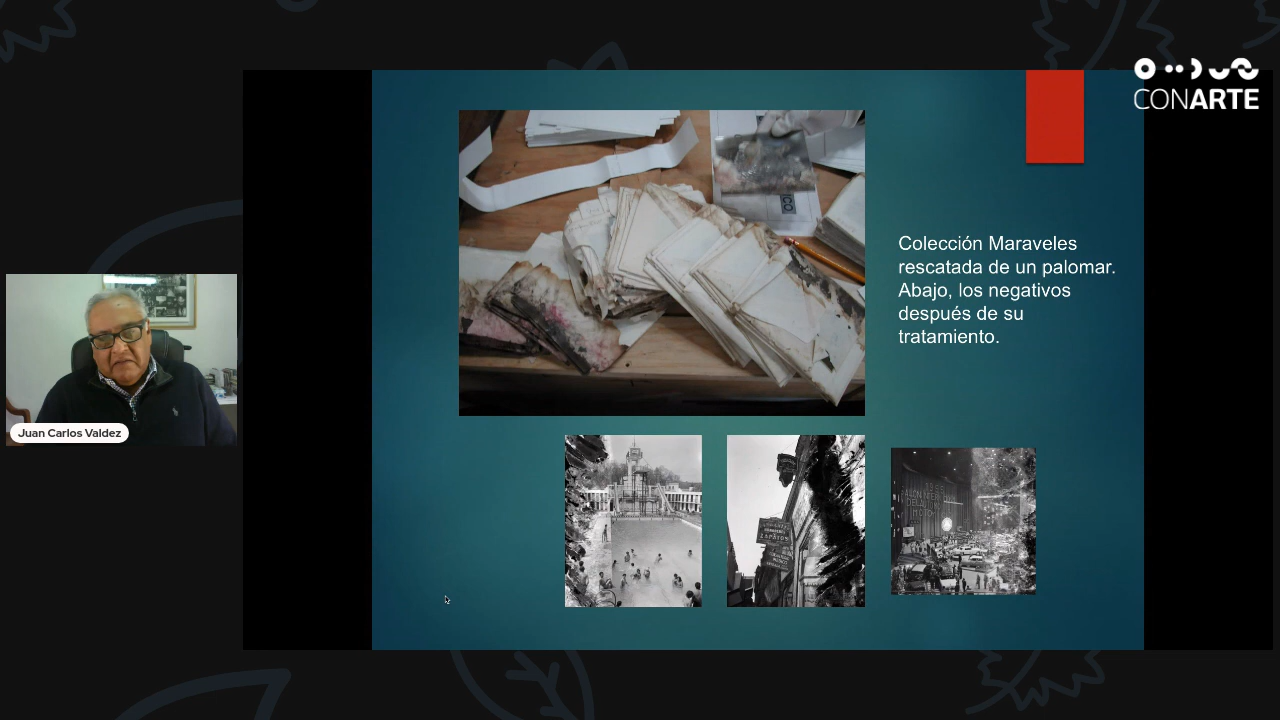 CONARTE
Colección Maraveles
rescatada de un palomar.
Abajo, los negativos
después de su
tratamiento.
Juan Carlos Valdez